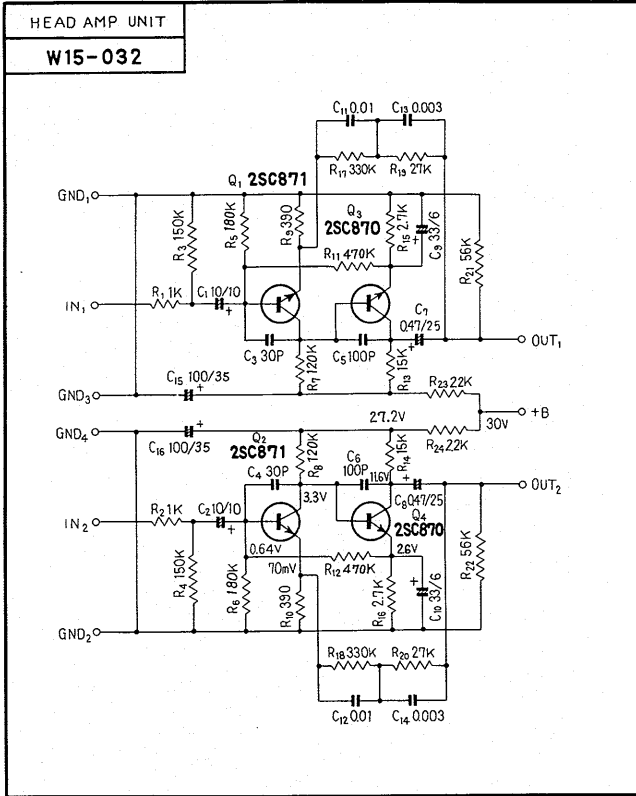 HEAD AMP UNIT
W15-032
C11 0.01
C13 0.003
R17 330K
R19 27K
Q1 2SC871
GND1
R3 150K
R5 180K
R9 390
Q3
2SC870
R15 2.7K
C9 33/6
+
R11 470K
R21 56K
IN1
R1 1K
C1 10/10
+
C7
0.47/25
+
OUT1
C3 30P
C5 100P
R7 120K
R13 15K
C15 100/35
+
GND3
R23 22K
+B
30V
GND4
+
C16 100/35
27.2V
R24 2.2K
Q2
2SC871
R8 120K
C6
100P
11.6V
R14 15K
C4 30P
3.3V
+
C8 0.47/25
OUT2
Q4
2SC870
IN2
R2 1K
C2 10/10
+
0.64V
2.6V
R12 470K
70mV
R4 150K
R6 180K
R10 390
R16 2.7K
+
C10 33/6
R22 56K
GND2
R18 330K
R20 27K
C12 0.01
C14 0.003